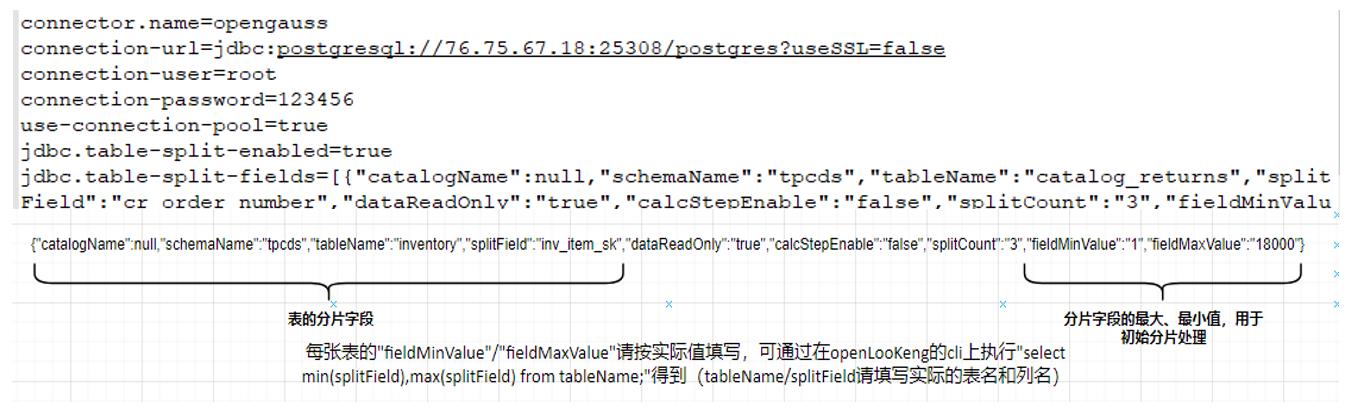 connector.name=opengauss
connection-url=jdbc:postgresql://76.75.67.18:25308/postgres?useSSL=false
connection-user=root
connection-password=123456
use-connection-pool=true
jdbc.table-split-enabled=true
jdbc.table-split-fields=[{"catalogName":null,"schemaName":"tpcds","tableName":"catalog_returns","split
Field":"cr_order_number","dataReadOnly":"true","calcStepEnable":"false","splitCount":"3","fieldMinValu
{"catalogName":null,"schemaName":"tpcds","tableName":"inventory","splitField":"inv_item_sk","dataReadOnly":"true","calcStepEnable":"false","splitCount":"3","fieldMinValue":"1","fieldMaxValue":"18000"}
表的分片字段
分片字段的最大、最小值，用于
初始分片处理
每张表的"fieldMinValue"/"fieldMaxValue"请按实际值填写，可通过在openLooKeng的cli上执行"select
min(splitField),max(splitField) from tableName;"得到（tableName/splitField请填写实际的表名和列名）